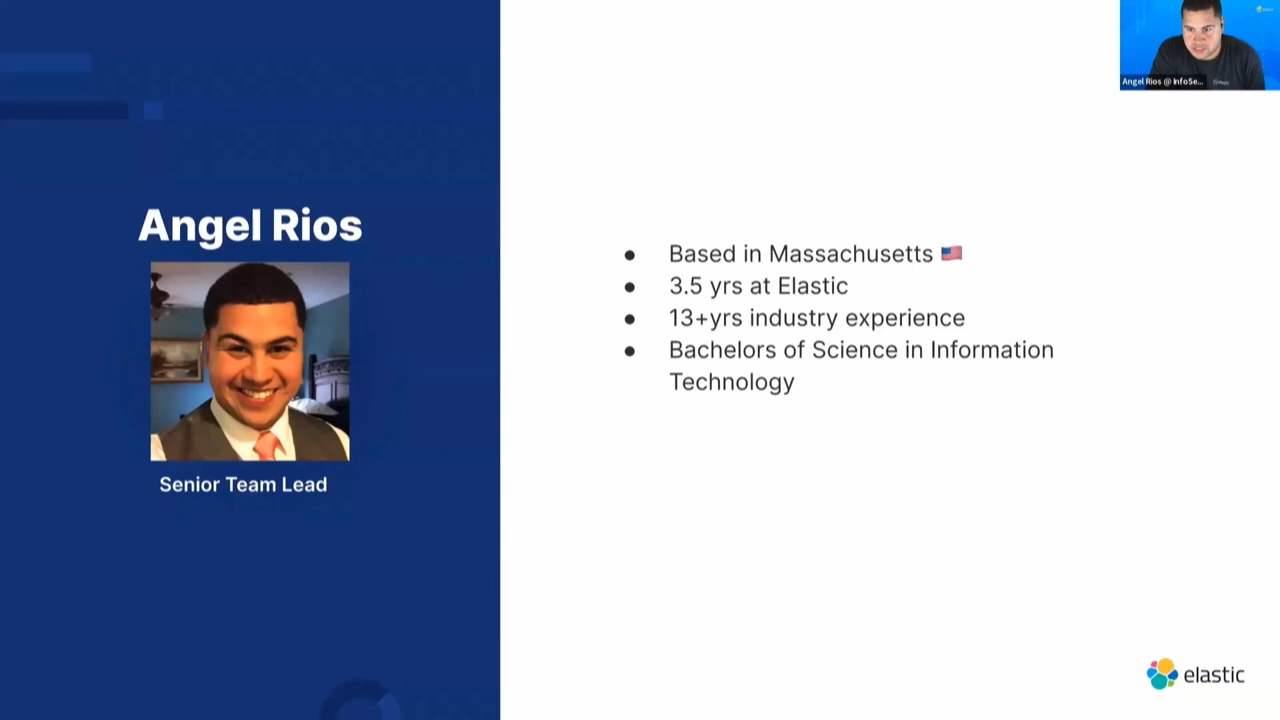 Angel Rios @ InfoSe...
Angel Rios
Senior Team Lead
● Based in Massachusetts 🇺🇸
● 3.5 yrs at Elastic
● 13+yrs industry experience
● Bachelors of Science in Information
Technology
elastic